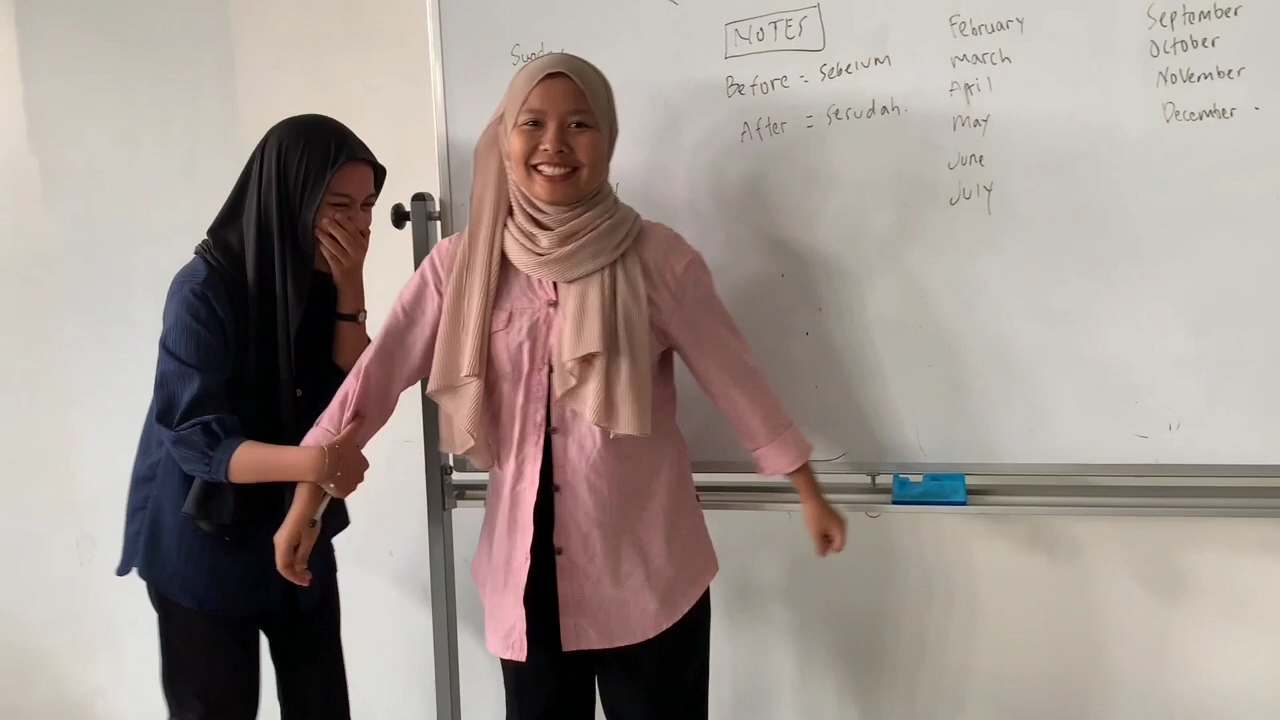 NOTES
Before = Sebelum
After = Serudah.
February
March
April
May
June
July
September
October
November
December